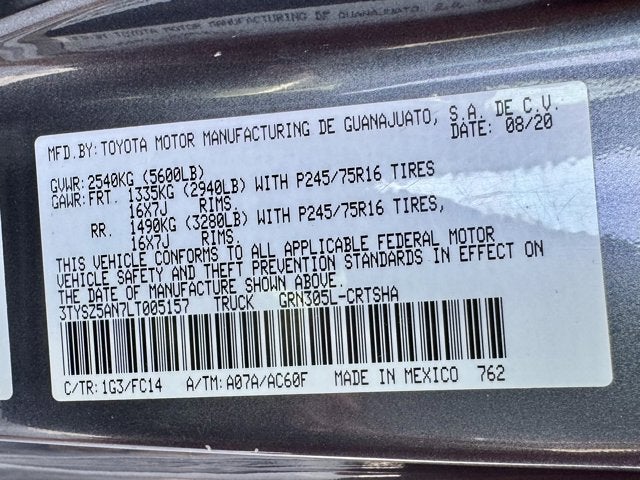 MFD.BY: TOYOTA MOTOR MANUFACTURING DE GUANAJUATO, S.A. DE C.V.
DATE: 08/20
GVWR: 2540KG (5600LB)
GAWR: FRT. 1335KG (2940LB) WITH P245/75R16 TIRES
16X7J RIMS.
RR. 1490KG (3280LB) WITH P245/75R16 TIRES,
16X7J RIMS.
THIS VEHICLE CONFORMS TO ALL APPLICABLE FEDERAL MOTOR
VEHICLE SAFETY AND THEFT PREVENTION STANDARDS IN EFFECT ON
THE DATE OF MANUFACTURE SHOWN ABOVE.
3TYSZ5AN7LT005157 TRUCK GRN305L-CRTSHA
C/TR: 1G3/FC14 A/TM: A07A/AC60F MADE IN MEXICO 762